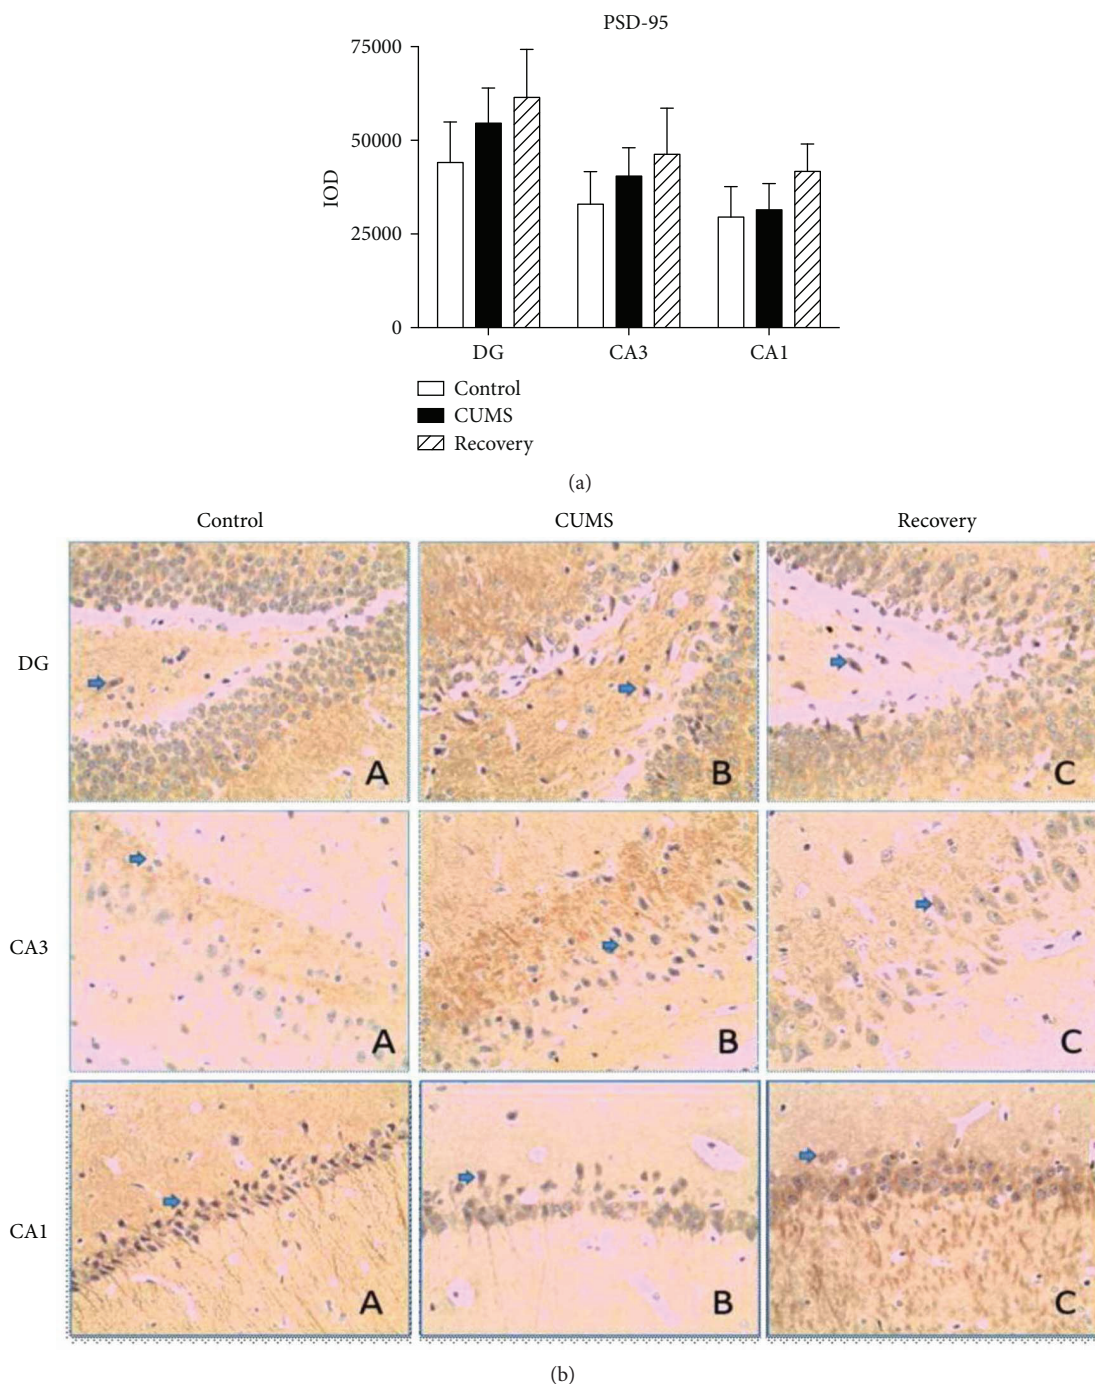 PSD-95
75000
50000
25000
0
IOD
DG CA3 CA1
Control
CUMS
Recovery
(a)
Control CUMS Recovery
DG
A B C
CA3
A B C
CA1
A B C
(b)